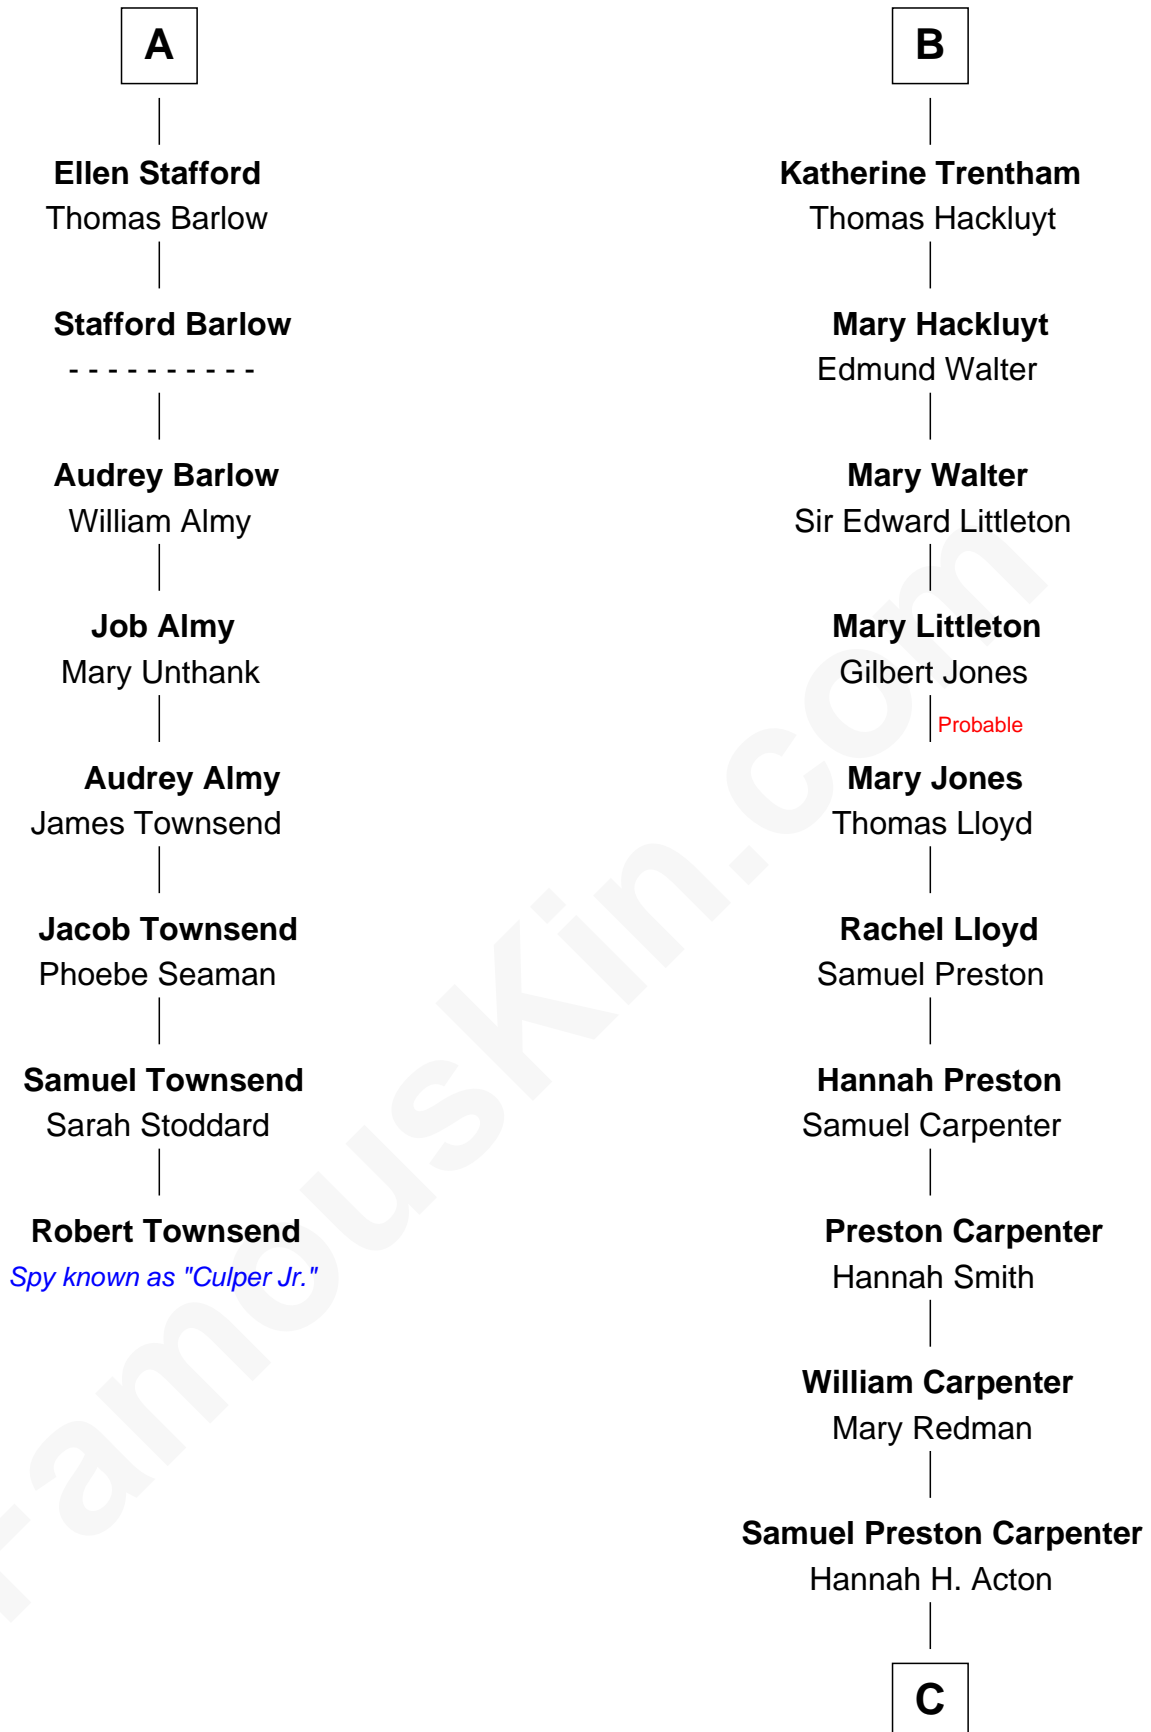 A
Ellen Stafford
Thomas Barlow
Stafford Barlow
- - - - - - - - - -
Audrey Barlow
William Almy
Job Almy
Mary Unthank
Audrey Almy
James Townsend
Jacob Townsend
Phoebe Seaman
Samuel Townsend
Sarah Stoddard
Robert Townsend
Spy known as "Culper Jr."
B
Katherine Trentham
Thomas Hackluyt
Mary Hackluyt
Edmund Walter
Mary Walter
Sir Edward Littleton
Mary Littleton
Gilbert Jones
Probable
Mary Jones
Thomas Lloyd
Rachel Lloyd
Samuel Preston
Hannah Preston
Samuel Carpenter
Preston Carpenter
Hannah Smith
William Carpenter
Mary Redman
Samuel Preston Carpenter
Hannah H. Acton
C
FamousKin.com